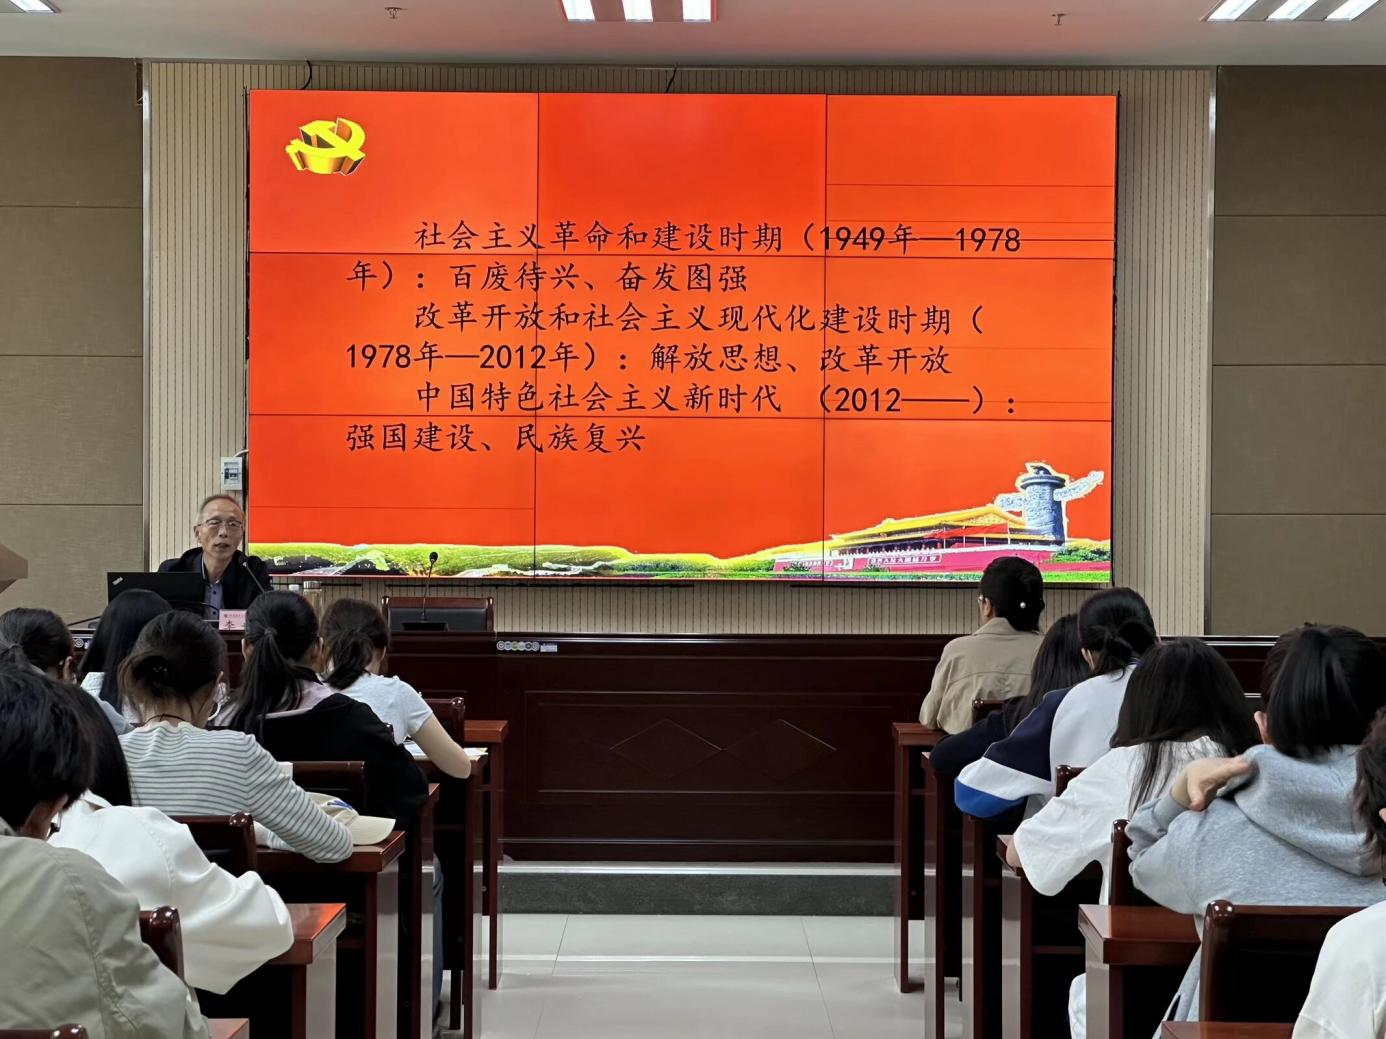 社会主义革命和建设时期（1949年—1978
年）：百废待兴、奋发图强
改革开放和社会主义现代化建设时期（
1978年—2012年）：解放思想、改革开放
中国特色社会主义新时代 （2012——）：
强国建设、民族复兴
李